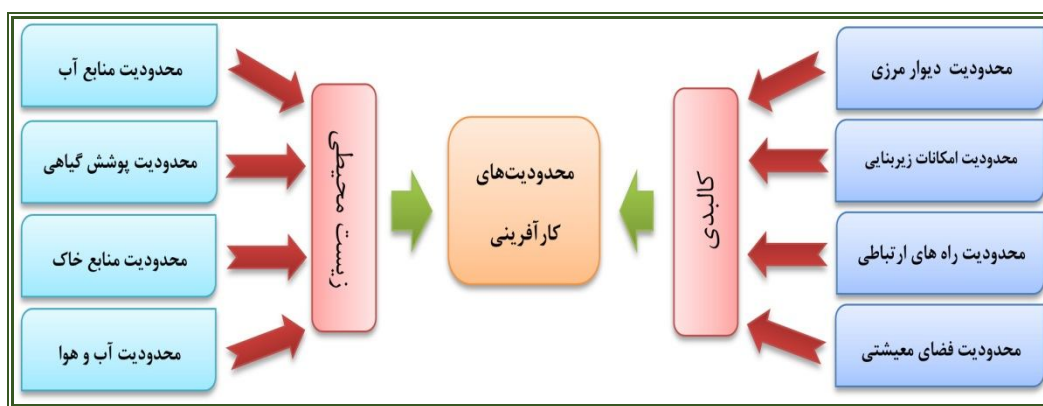 محدودیت دیوار مرزی
محدودیت امکانات زیربنایی
محدودیت راه های ارتباطی
محدودیت فضای معیشتی
کالبدی
محدودیت‌های
کارآفرینی
زیست محیطی
محدودیت منابع آب
محدودیت پوشش گیاهی
محدودیت منابع خاک
محدودیت آب و هوا